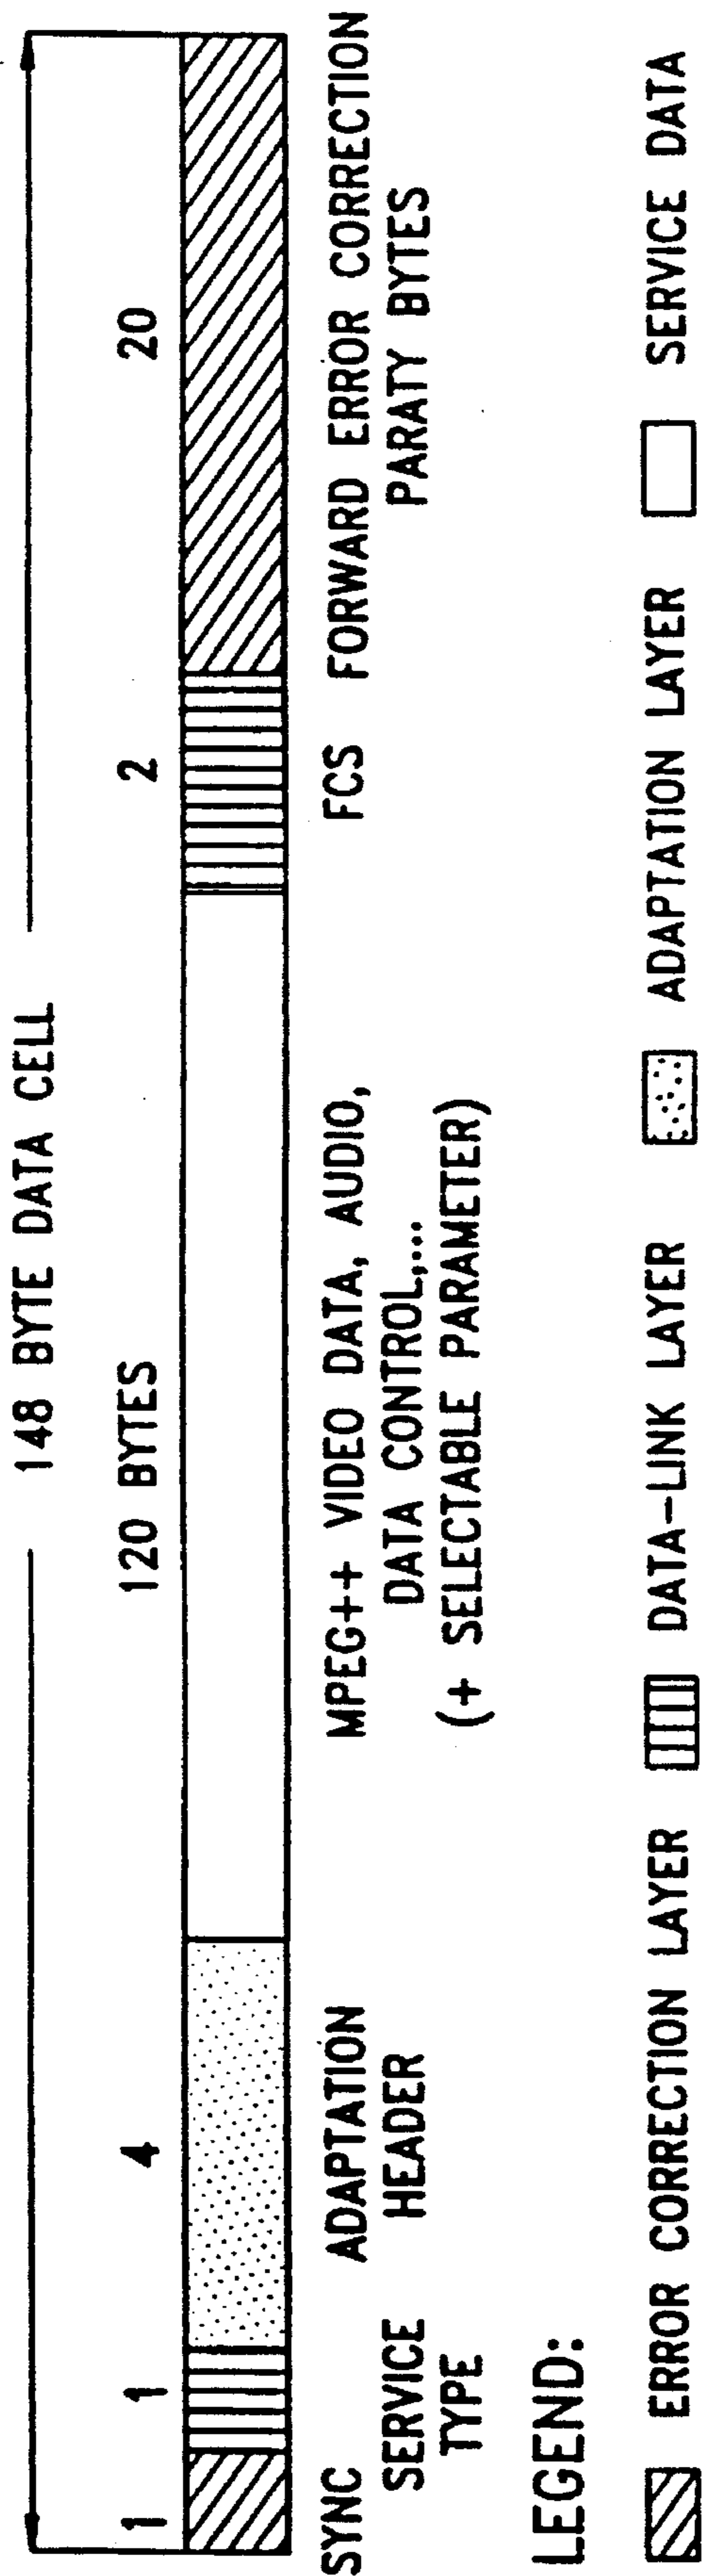 148 BYTE DATA CELL
1 1 4 120 BYTES 2 20
SYNC
SERVICE
TYPE
ADAPTATION
HEADER
MPEG++ VIDEO DATA, AUDIO,
DATA CONTROL,...
(+ SELECTABLE PARAMETER)
FCS
FORWARD ERROR CORRECTION
PARATY BYTES
LEGEND:
ERROR CORRECTION LAYER DATA-LINK LAYER ADAPTATION LAYER SERVICE DATA